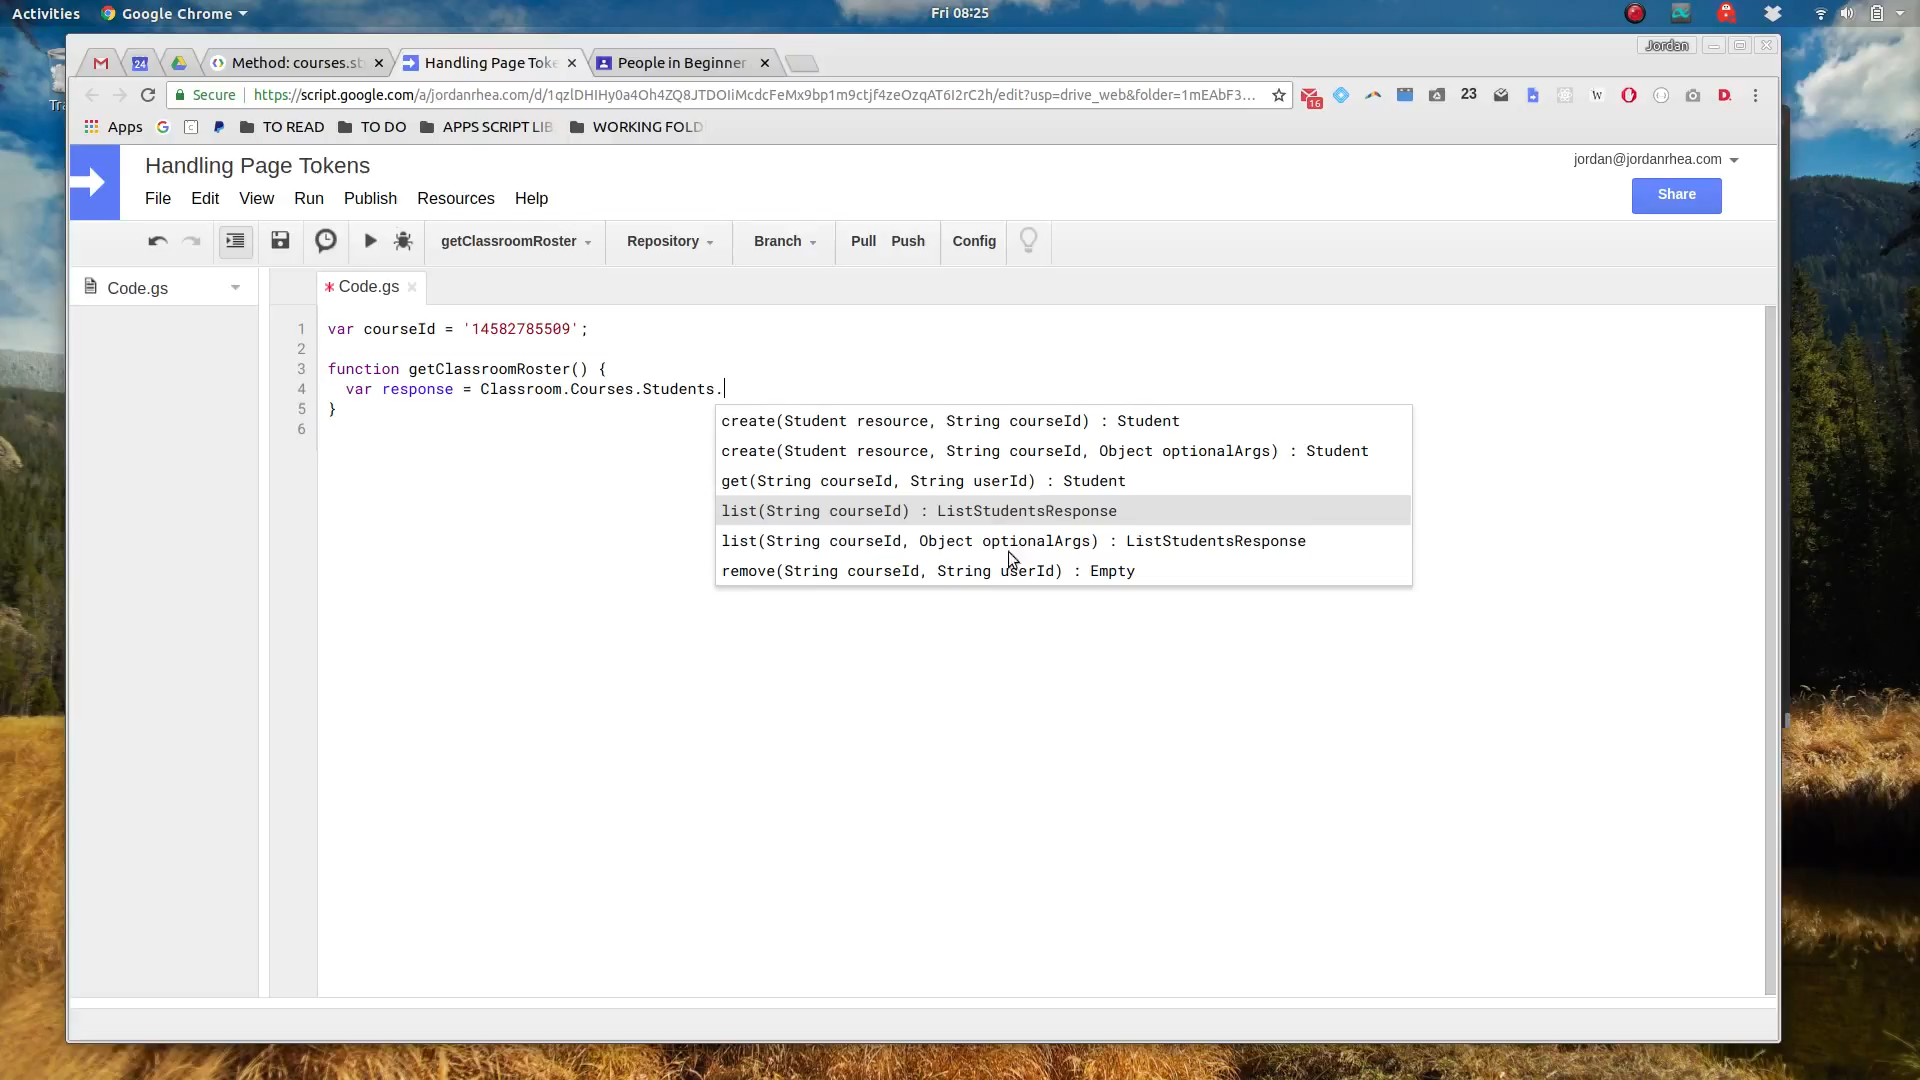 Activities
Google Chrome
Fri 08:25
Jordan
24
Method: courses.st
Handling Page Toke
People in Beginner
Secure
https://script.google.com/a/jordanrhea.com/d/1qzlDHIHy0a4Oh4ZQ8JTDOIiMcdcFeMx9bp1m9ctjf4zeOzqAT6I2rC2h/edit?usp=drive_web&folder=1mEAbF3...
16
23
W
D.
Apps
TO READ
TO DO
APPS SCRIPT LIB
WORKING FOLD
Handling Page Tokens
jordan@jordanrhea.com
File Edit View Run Publish Resources Help
Share
getClassroomRoster
Repository
Branch
Pull
Push
Config
Code.gs
* Code.gs
1 var courseId = '14582785509';
2
3 function getClassroomRoster() {
4 var response = Classroom.Courses.Students.
5 }
6
create(Student resource, String courseId) : Student
create(Student resource, String courseId, Object optionalArgs) : Student
get(String courseId, String userId) : Student
list(String courseId) : ListStudentsResponse
list(String courseId, Object optionalArgs) : ListStudentsResponse
remove(String courseId, String userId) : Empty